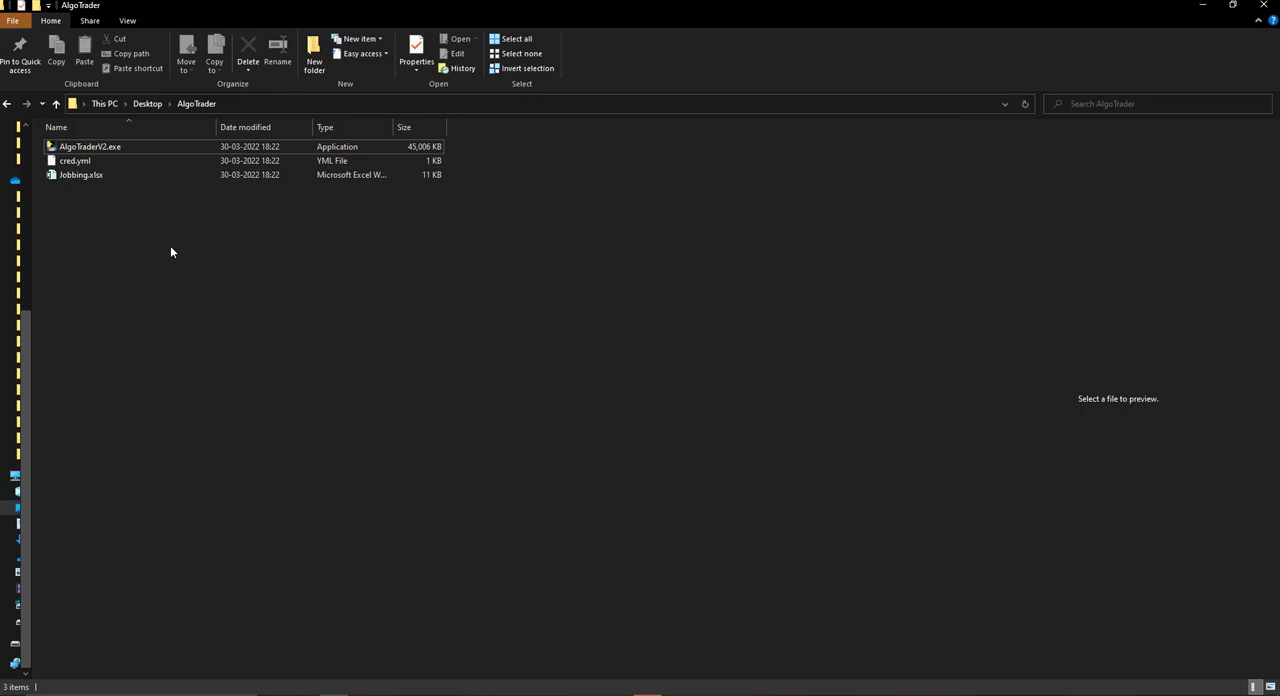 AlgoTrader
File Home Share View
Pin to Quick access
Copy
Paste
Cut
Copy path
Paste shortcut
Clipboard
Move to
Copy to
Delete
Rename
Organize
New folder
New item
Easy access
New
Properties
Open
Edit
History
Open
Select all
Select none
Invert selection
Select
This PC › Desktop › AlgoTrader
Search AlgoTrader
Name Date modified Type Size
AlgoTraderV2.exe 30-03-2022 18:22 Application 45,006 KB
cred.yml 30-03-2022 18:22 YML File 1 KB
Jobbing.xlsx 30-03-2022 18:22 Microsoft Excel W... 11 KB
Select a file to preview.
3 items